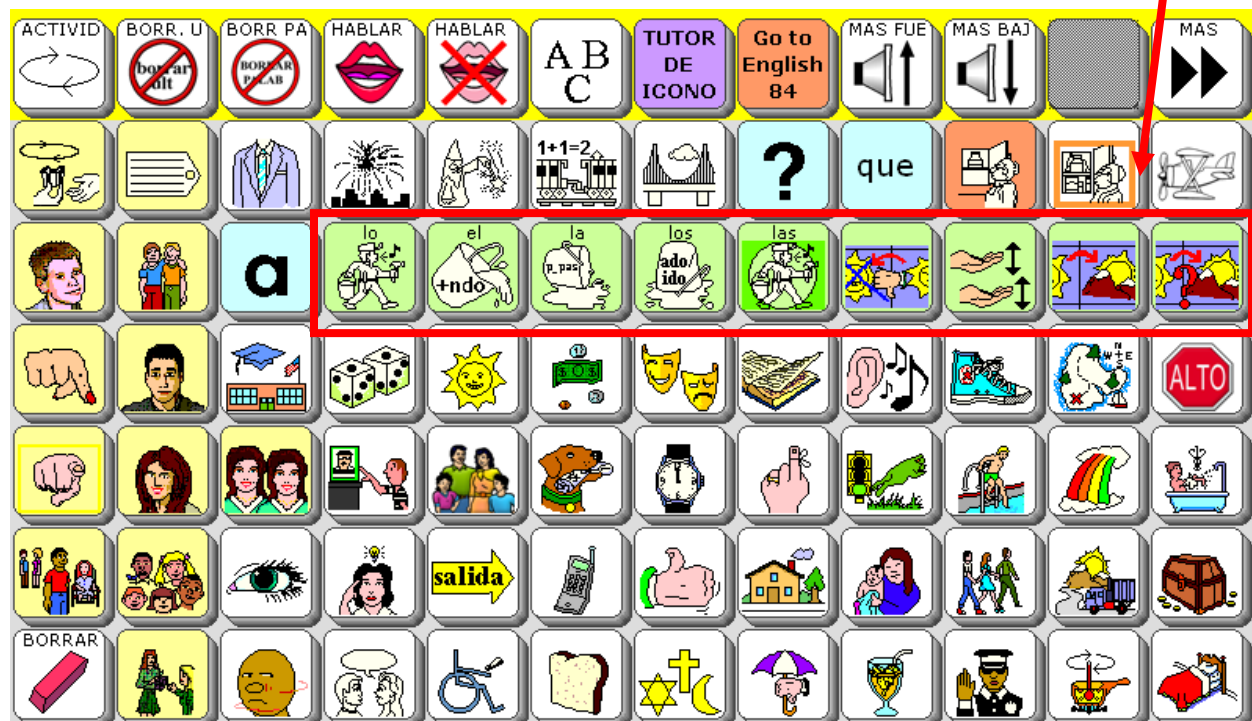 ACTIVID
BORR. U
borrar
ult
BORR PA
BORRAR
PALAB
HABLAR
HABLAR
A B
C
TUTOR
DE
ICONO
Go to
English
84
MAS FUE
MAS BAJ
MAS
1+1=2
?
que
a
lo
el
+ndo
la
p_pas
los
ado/
ido
las
?
N
W + E
S
ALTO
salida
BORRAR